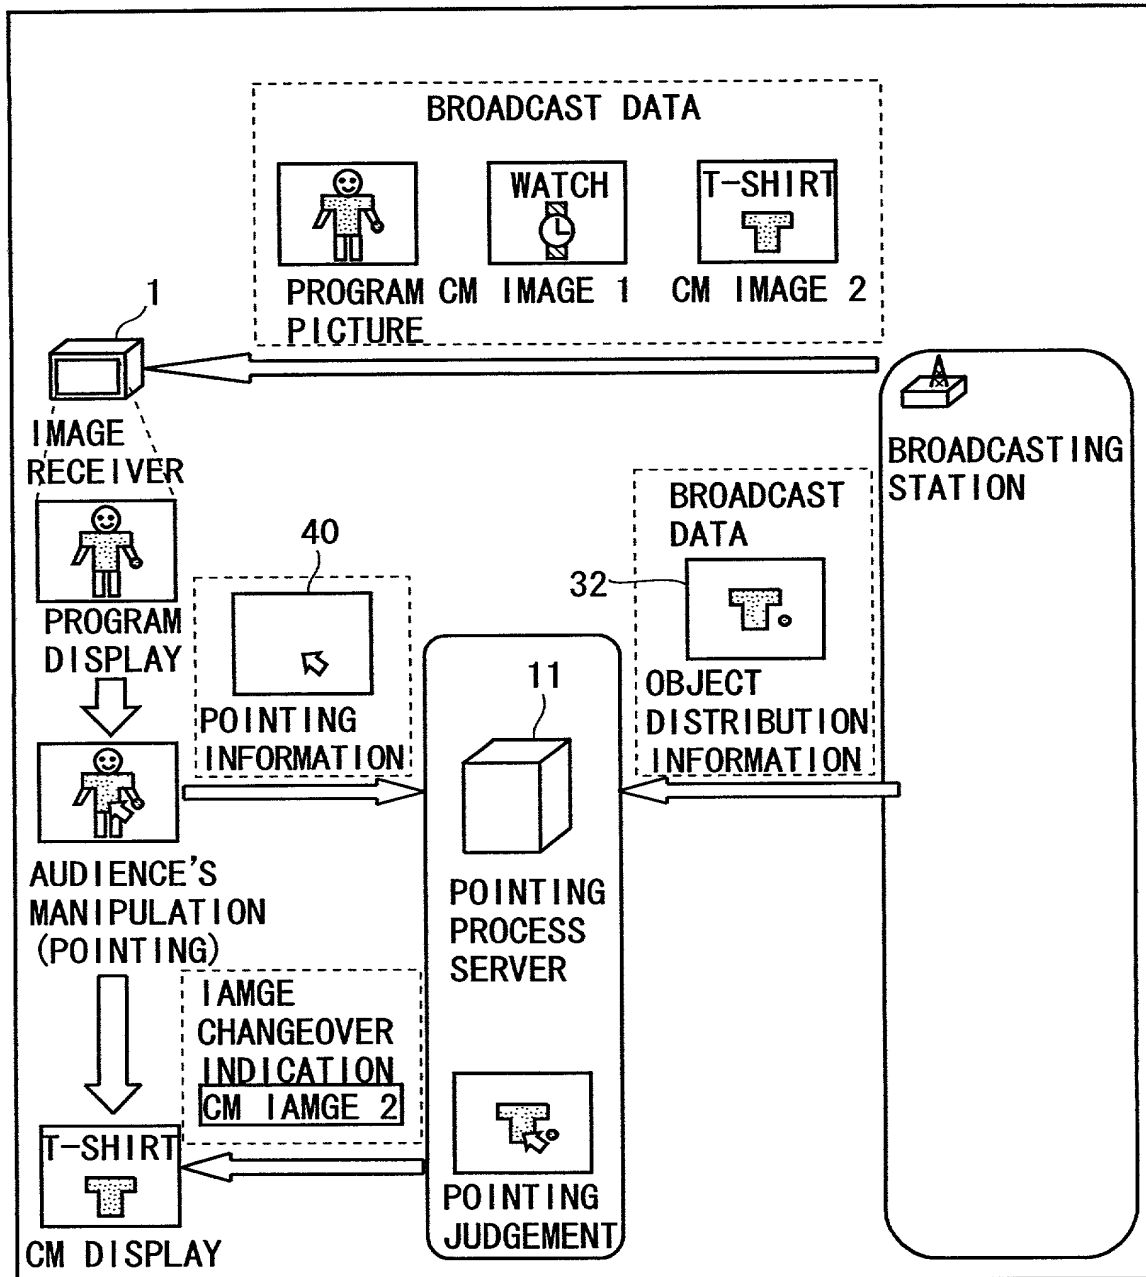 BROADCAST DATA
WATCH
T-SHIRT
PROGRAM
PICTURE
CM IMAGE 1
CM IMAGE 2
1
IMAGE
RECEIVER
PROGRAM
DISPLAY
40
POINTING
INFORMATION
AUDIENCE'S
MANIPULATION
(POINTING)
IAMGE
CHANGEOVER
INDICATION
CM IAMGE 2
T-SHIRT
CM DISPLAY
11
POINTING
PROCESS
SERVER
POINTING
JUDGEMENT
BROADCAST
DATA
32
OBJECT
DISTRIBUTION
INFORMATION
BROADCASTING
STATION